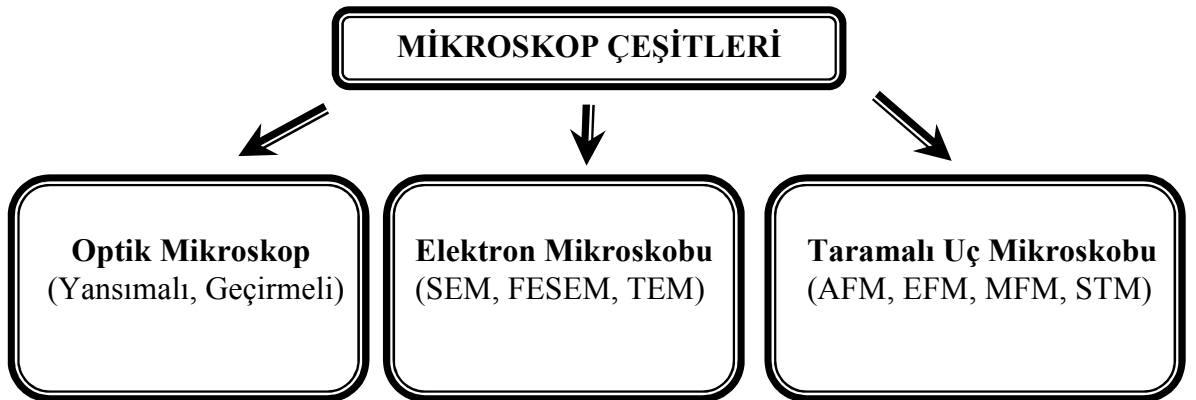 MİKROSKOP ÇEŞİTLERİ
Optik Mikroskop
(Yansımalı, Geçirmeli)
Elektron Mikroskobu
(SEM, FESEM, TEM)
Taramalı Uç Mikroskobu
(AFM, EFM, MFM, STM)